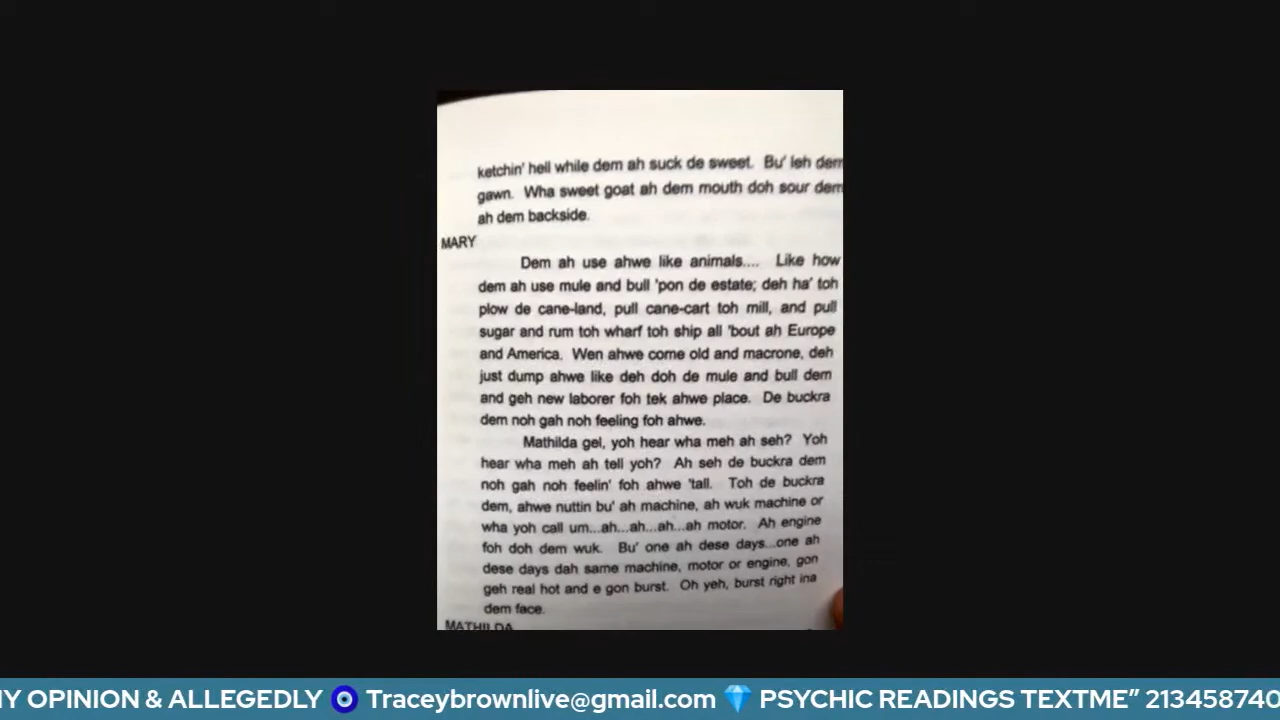 ketchin' hell while dem ah suck de sweet. Bu' leh dem
gawn. Wha sweet goat ah dem mouth doh sour dem
ah dem backside.
MARY
Dem ah use ahwe like animals.... Like how
dem ah use mule and bull 'pon de estate; deh ha' toh
plow de cane-land, pull cane-cart toh mill, and pull
sugar and rum toh wharf toh ship all 'bout ah Europe
and America. Wen ahwe come old and macrone, deh
just dump ahwe like deh doh de mule and bull dem
and geh new laborer foh tek ahwe place. De buckra
dem noh gah noh feeling foh ahwe.
Mathilda gel, yoh hear wha meh ah seh? Yoh
hear wha meh ah tell yoh? Ah seh de buckra dem
noh gah noh feelin' foh ahwe 'tall. Toh de buckra
dem, ahwe nuttin bu' ah machine, ah wuk machine or
wha yoh call um...ah...ah...ah...ah motor. Ah engine
foh doh dem wuk. Bu' one ah dese days...one ah
dese days dah same machine, motor or engine, gon
geh real hot and e gon burst. Oh yeh, burst right ina
dem face.
MATHILDA
MY OPINION & ALLEGEDLY 🧿 Traceybrownlive@gmail.com 💎 PSYCHIC READINGS TEXTME” 213458740